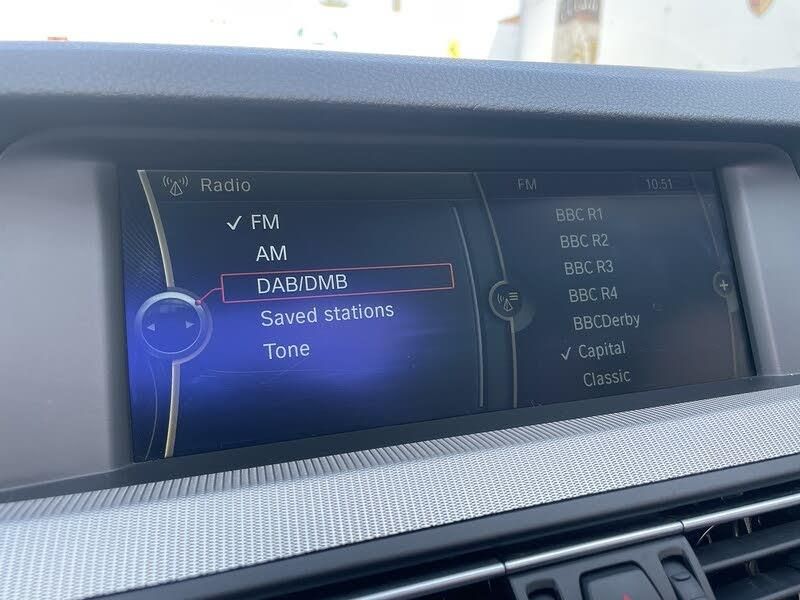 Radio
✓ FM
AM
DAB/DMB
Saved stations
Tone
FM 10:51
BBC R1
BBC R2
BBC R3
BBC R4
BBCDerby
✓ Capital
Classic